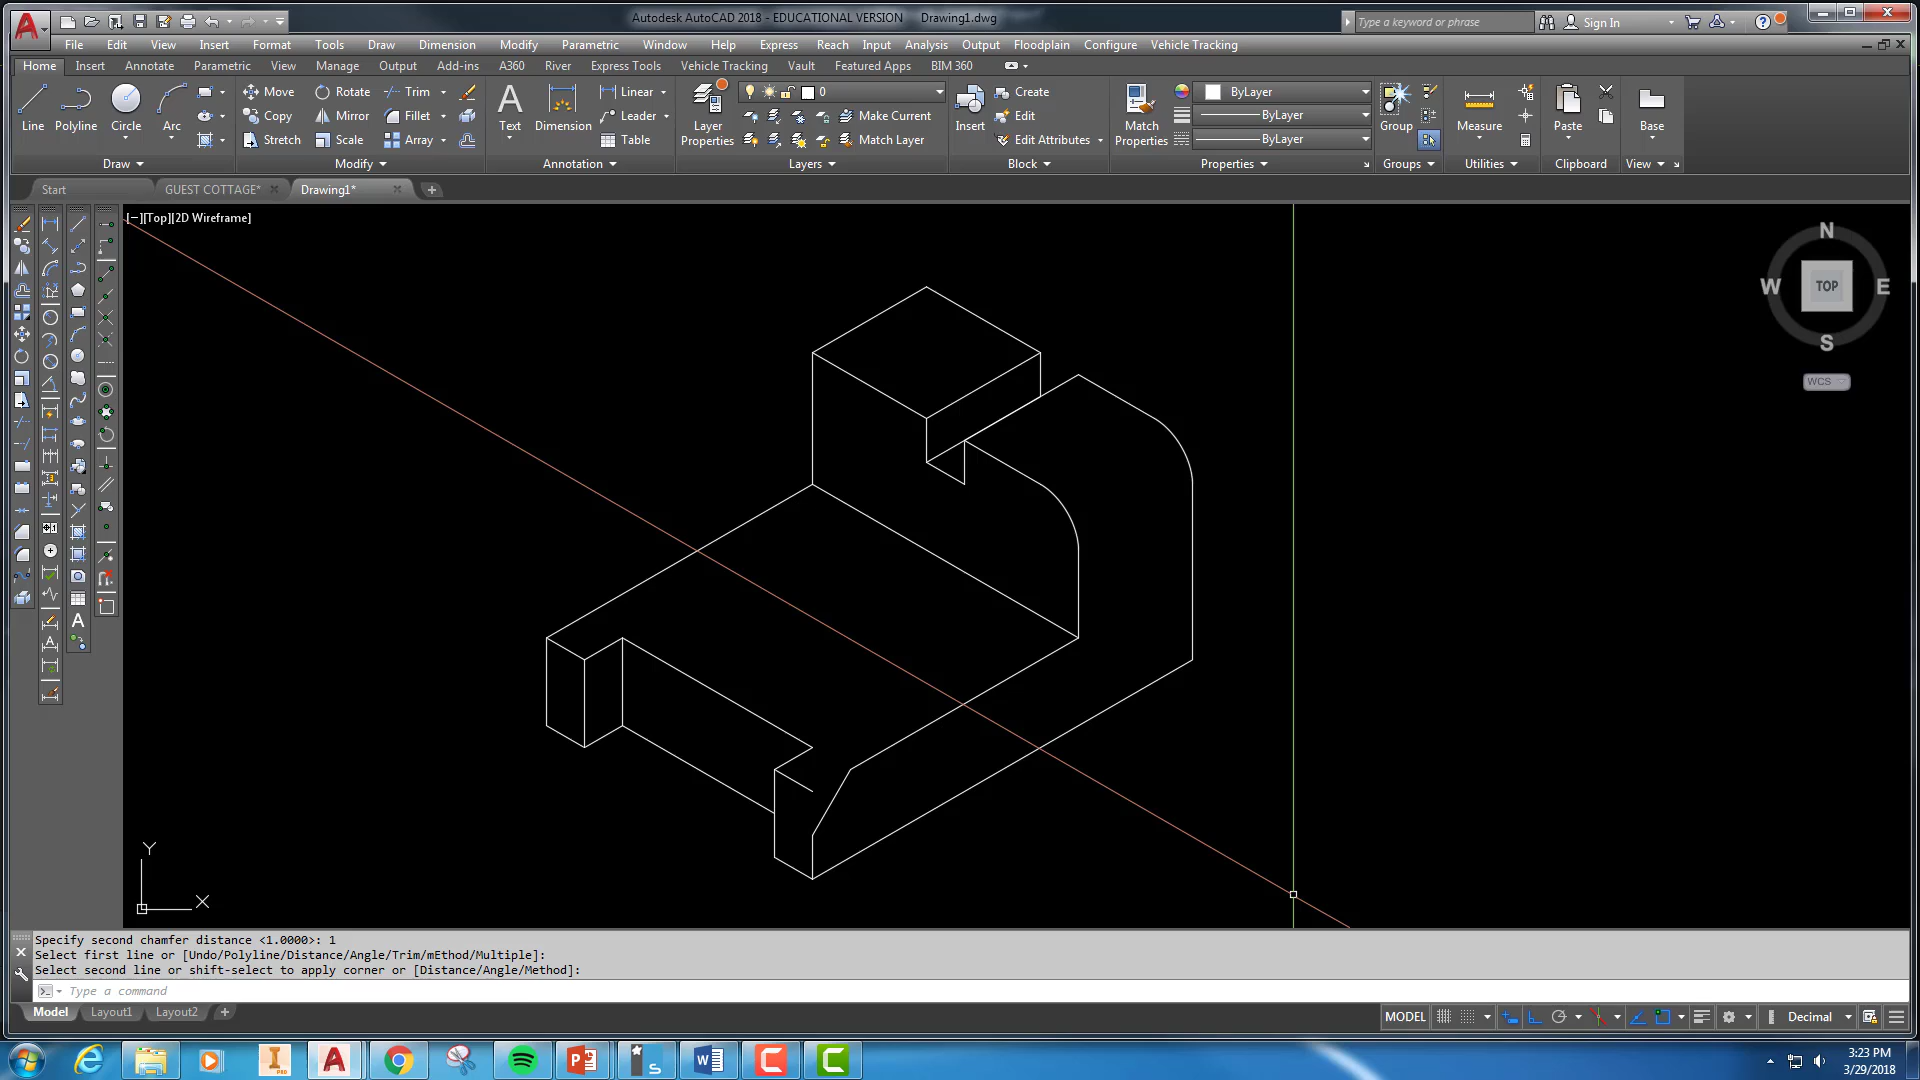 Autodesk AutoCAD 2018 - EDUCATIONAL VERSION Drawing1.dwg
Type a keyword or phrase
Sign In
File Edit View Insert Format Tools Draw Dimension Modify Parametric Window Help Express Reach Input Analysis Output Floodplain Configure Vehicle Tracking
Home Insert Annotate Parametric View Manage Output Add-ins A360 River Express Tools Vehicle Tracking Vault Featured Apps BIM 360
Line Polyline Circle Arc
Move Rotate Trim
Copy Mirror Fillet
Stretch Scale Array
Text Dimension
Linear
Leader
Table
Layer Properties
0
Make Current
Match Layer
Insert
Create
Edit
Edit Attributes
Match Properties
ByLayer
ByLayer
ByLayer
Group
Measure
Paste
Base
Draw Modify Annotation Layers Block Properties Groups Utilities Clipboard View
Start GUEST COTTAGE* Drawing1*
[−][Top][2D Wireframe]
N
W TOP E
S
WCS
Y
X
Specify second chamfer distance <1.0000>: 1
Select first line or [Undo/Polyline/Distance/Angle/Trim/mEthod/Multiple]:
Select second line or shift-select to apply corner or [Distance/Angle/Method]:
Type a command
Model Layout1 Layout2
MODEL
Decimal
3:23 PM
3/29/2018